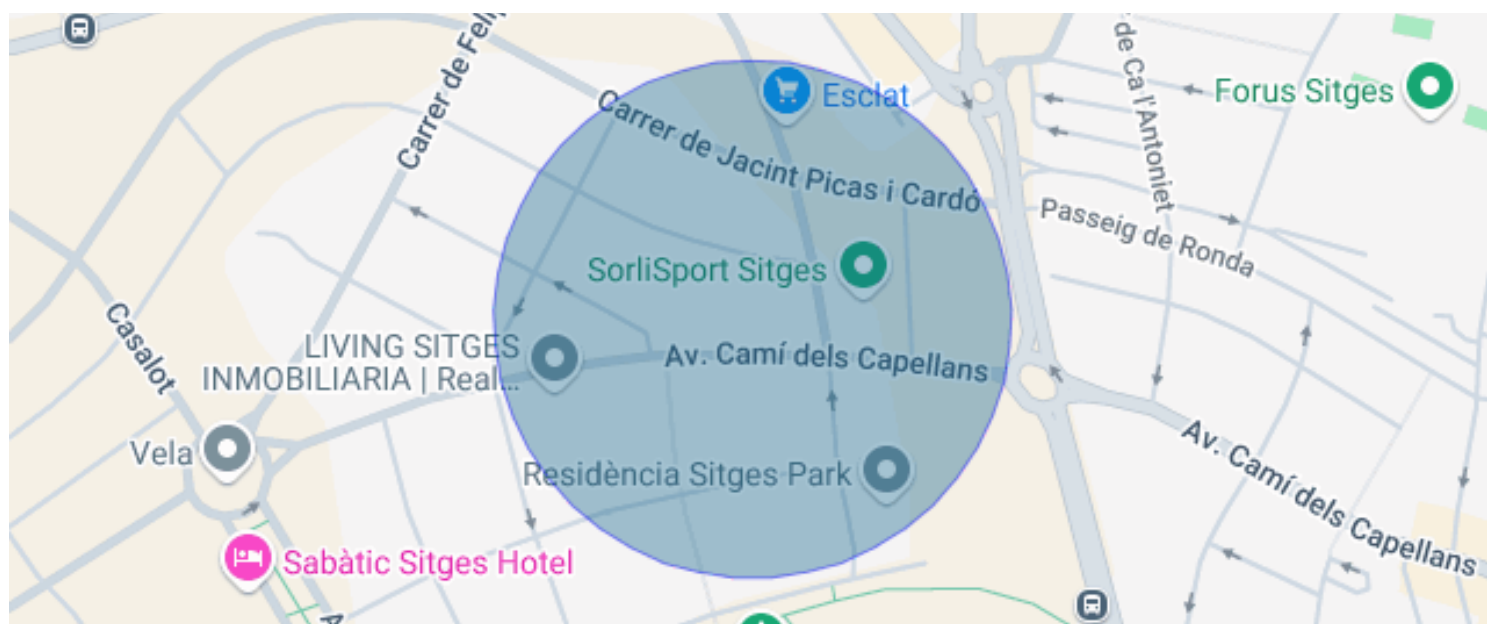 Carrer de Feli
Esclat
Forus Sitges
de Ca l'Antoniet
Carrer de Jacint Picas i Cardó
Passeig de Ronda
SorliSport Sitges
Casalot
LIVING SITGES
INMOBILIARIA | Real...
Av. Camí dels Capellans
Vela
Residència Sitges Park
Av. Camí dels Capellans
Sabàtic Sitges Hotel
A